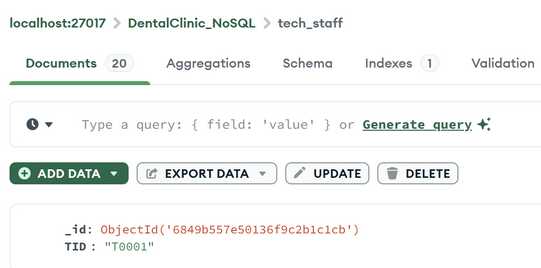 localhost:27017 > DentalClinic_NoSQL > tech_staff
Documents 20 Aggregations Schema Indexes 1 Validation
Type a query: { field: 'value' } or Generate query
ADD DATA EXPORT DATA UPDATE DELETE
_id: ObjectId('6849b557e50136f9c2b1c1cb')
TID : "T0001"